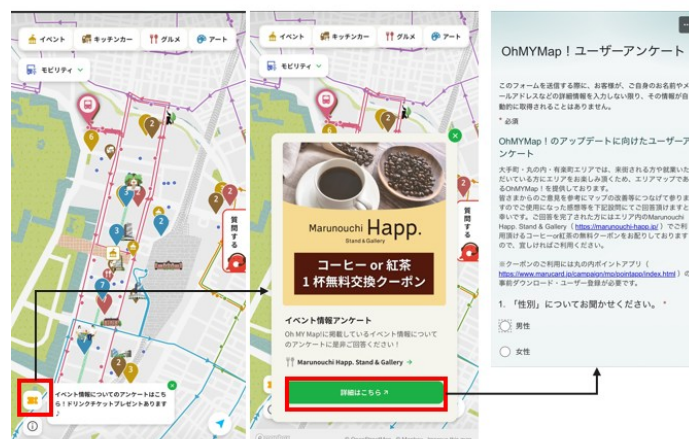 イベント
キッチンカー
グルメ
アート
モビリティ
質問する
イベント情報についてのアンケートはこち
ら！ドリンクチケットプレゼントあります
♪
イベント
キッチンカー
グルメ
アート
モビリティ
質問する
Marunouchi Happ.
Stand & Gallery
コーヒー or 紅茶
1杯無料交換クーポン
イベント情報アンケート
Oh MY Map!に掲載しているイベント情報について
のアンケートに是非ご回答ください！
Marunouchi Happ. Stand & Gallery →
詳細はこちら
OhMYMap！ユーザーアンケート
このフォームを送信する際に、お客様が、ご自身のお名前やメ
ールアドレスなどの詳細情報を入力しない限り、その情報が自
動的に取得されることはありません。
* 必須
OhMYMap！のアップデートに向けたユーザーア
ンケート
大手町・丸の内・有楽町エリアでは、来街される方や就業いた
だいている方にエリアをお楽しみ頂くため、エリアマップであ
るOhMYMap！を提供しております。
皆さまからのご意見を参考にマップの改善等につなげて参りま
すのでご使用になった感想等を下記設問にてご回答頂けますと
幸いです。ご回答を完了された方にはエリア内のMarunouchi
Happ. Stand & Gallery（ https://marunouchi-happ.jp/ ）でご利
用頂けるコーヒーor紅茶の無料クーポンをお配りしております
ので、宜しければご利用ください。
※クーポンのご利用には丸の内ポイントアプリ（
https://www.marucard.jp/campaign/mp/pointapp/index.html ）の
事前ダウンロード・ユーザー登録が必要です。
1. 「性別」についてお聞かせください。 *
男性
女性